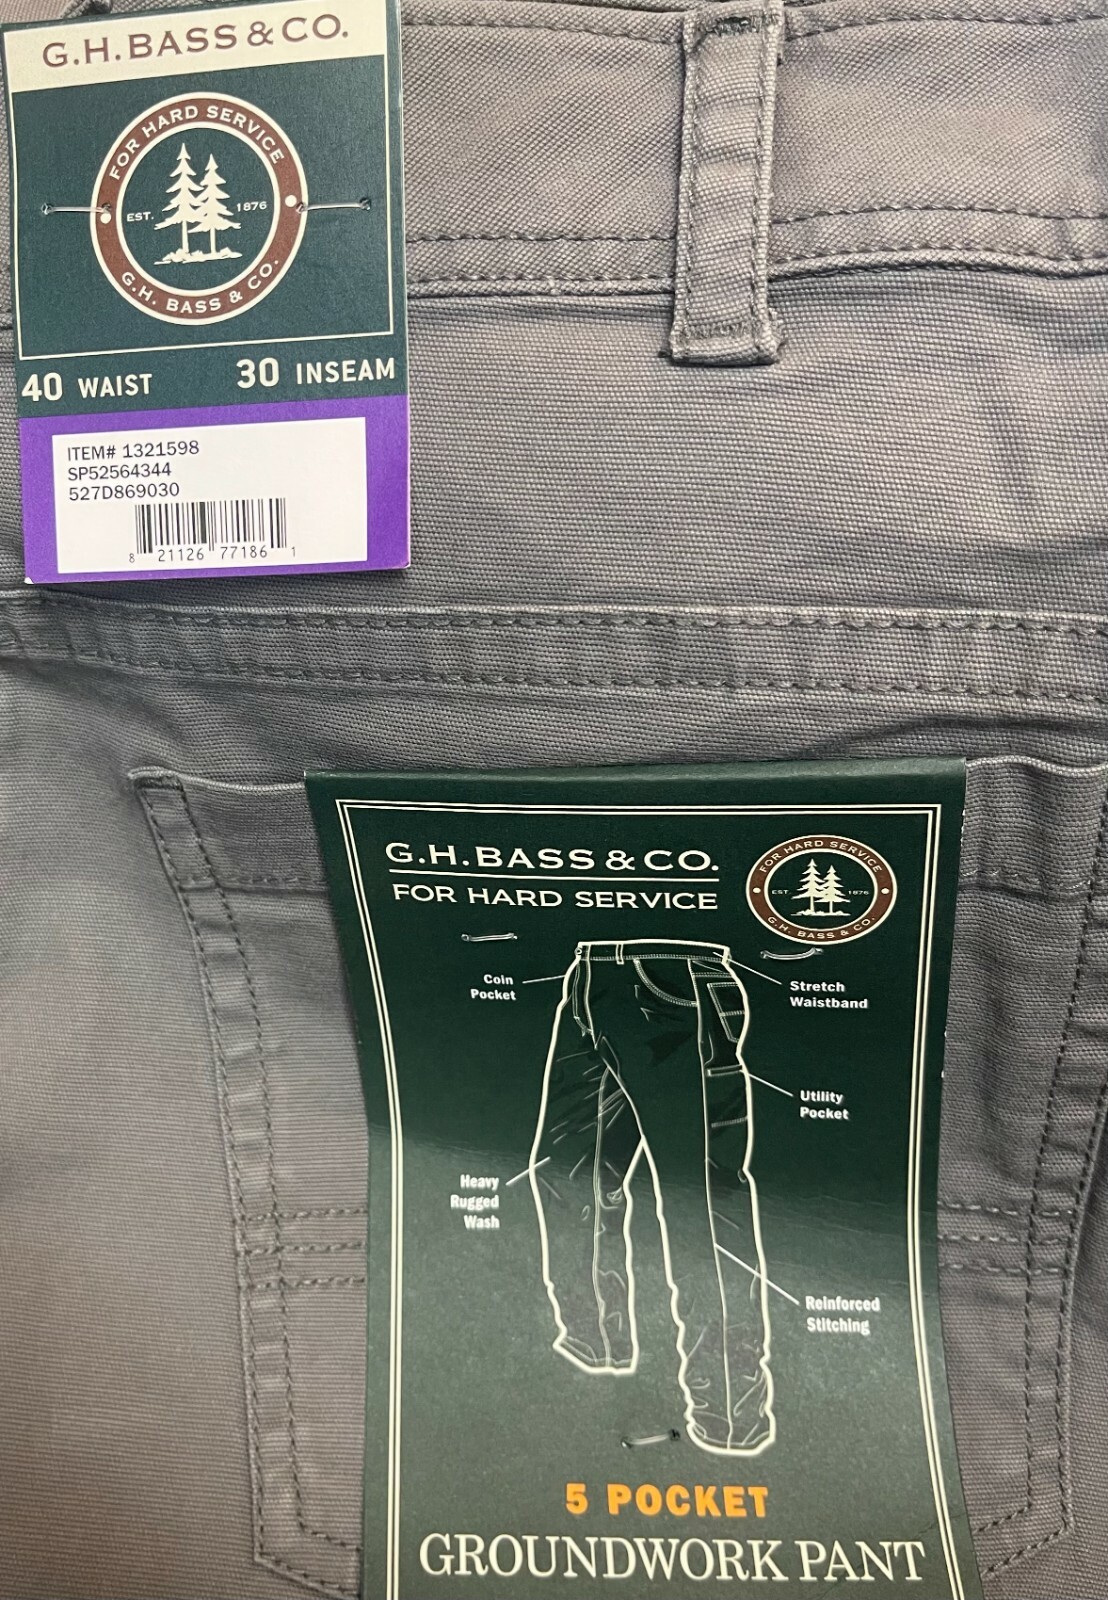 G.H.BASS & CO.
FOR HARD SERVICE
EST. 1876
G.H. BASS & CO.
40 WAIST 30 INSEAM
ITEM# 1321598
SP52564344
527D869030
8 21126 77186 1
G.H.BASS & CO.
FOR HARD SERVICE
FOR HARD SERVICE
EST. 1876
G.H. BASS & CO.
Coin
Pocket
Stretch
Waistband
Utility
Pocket
Heavy
Rugged
Wash
Reinforced
Stitching
5 POCKET
GROUNDWORK PANT